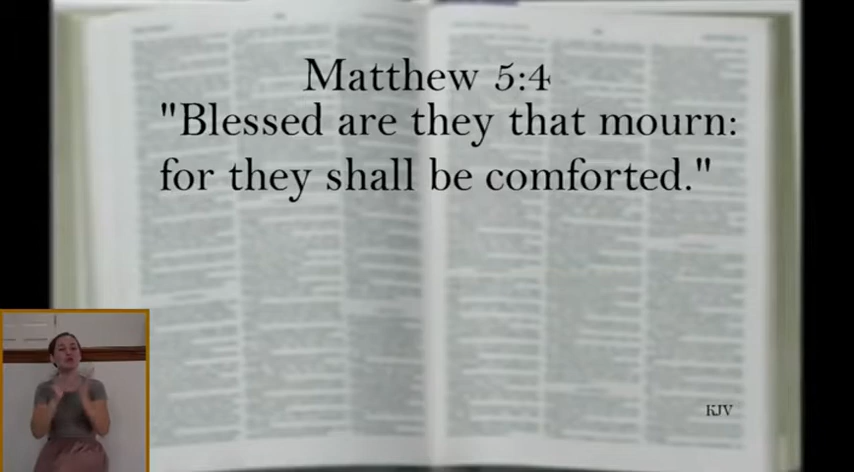 Matthew 5:4
"Blessed are they that mourn:
for they shall be comforted."
KJV